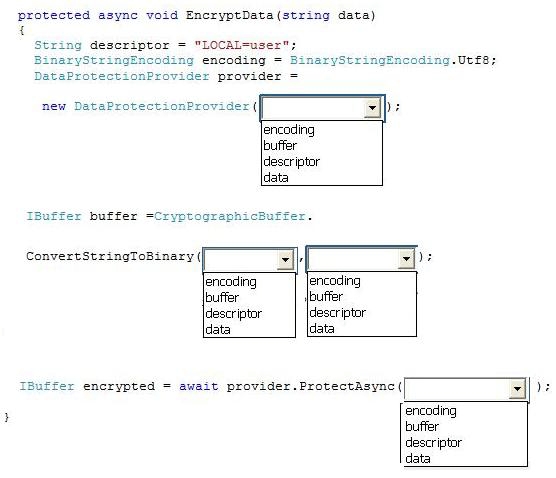 protected async void EncryptData(string data)
{
String descriptor = "LOCAL=user";
BinaryStringEncoding encoding = BinaryStringEncoding.Utf8;
DataProtectionProvider provider =
new DataProtectionProvider( );
encoding
buffer
descriptor
data
IBuffer buffer =CryptographicBuffer.
ConvertStringToBinary( , );
encoding encoding
buffer buffer
descriptor descriptor
data data
IBuffer encrypted = await provider.ProtectAsync( );
encoding
buffer
descriptor
data
}